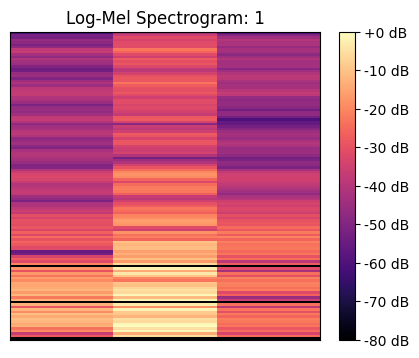 Log-Mel Spectrogram: 1
+0 dB
-10 dB
-20 dB
-30 dB
-40 dB
-50 dB
-60 dB
-70 dB
-80 dB